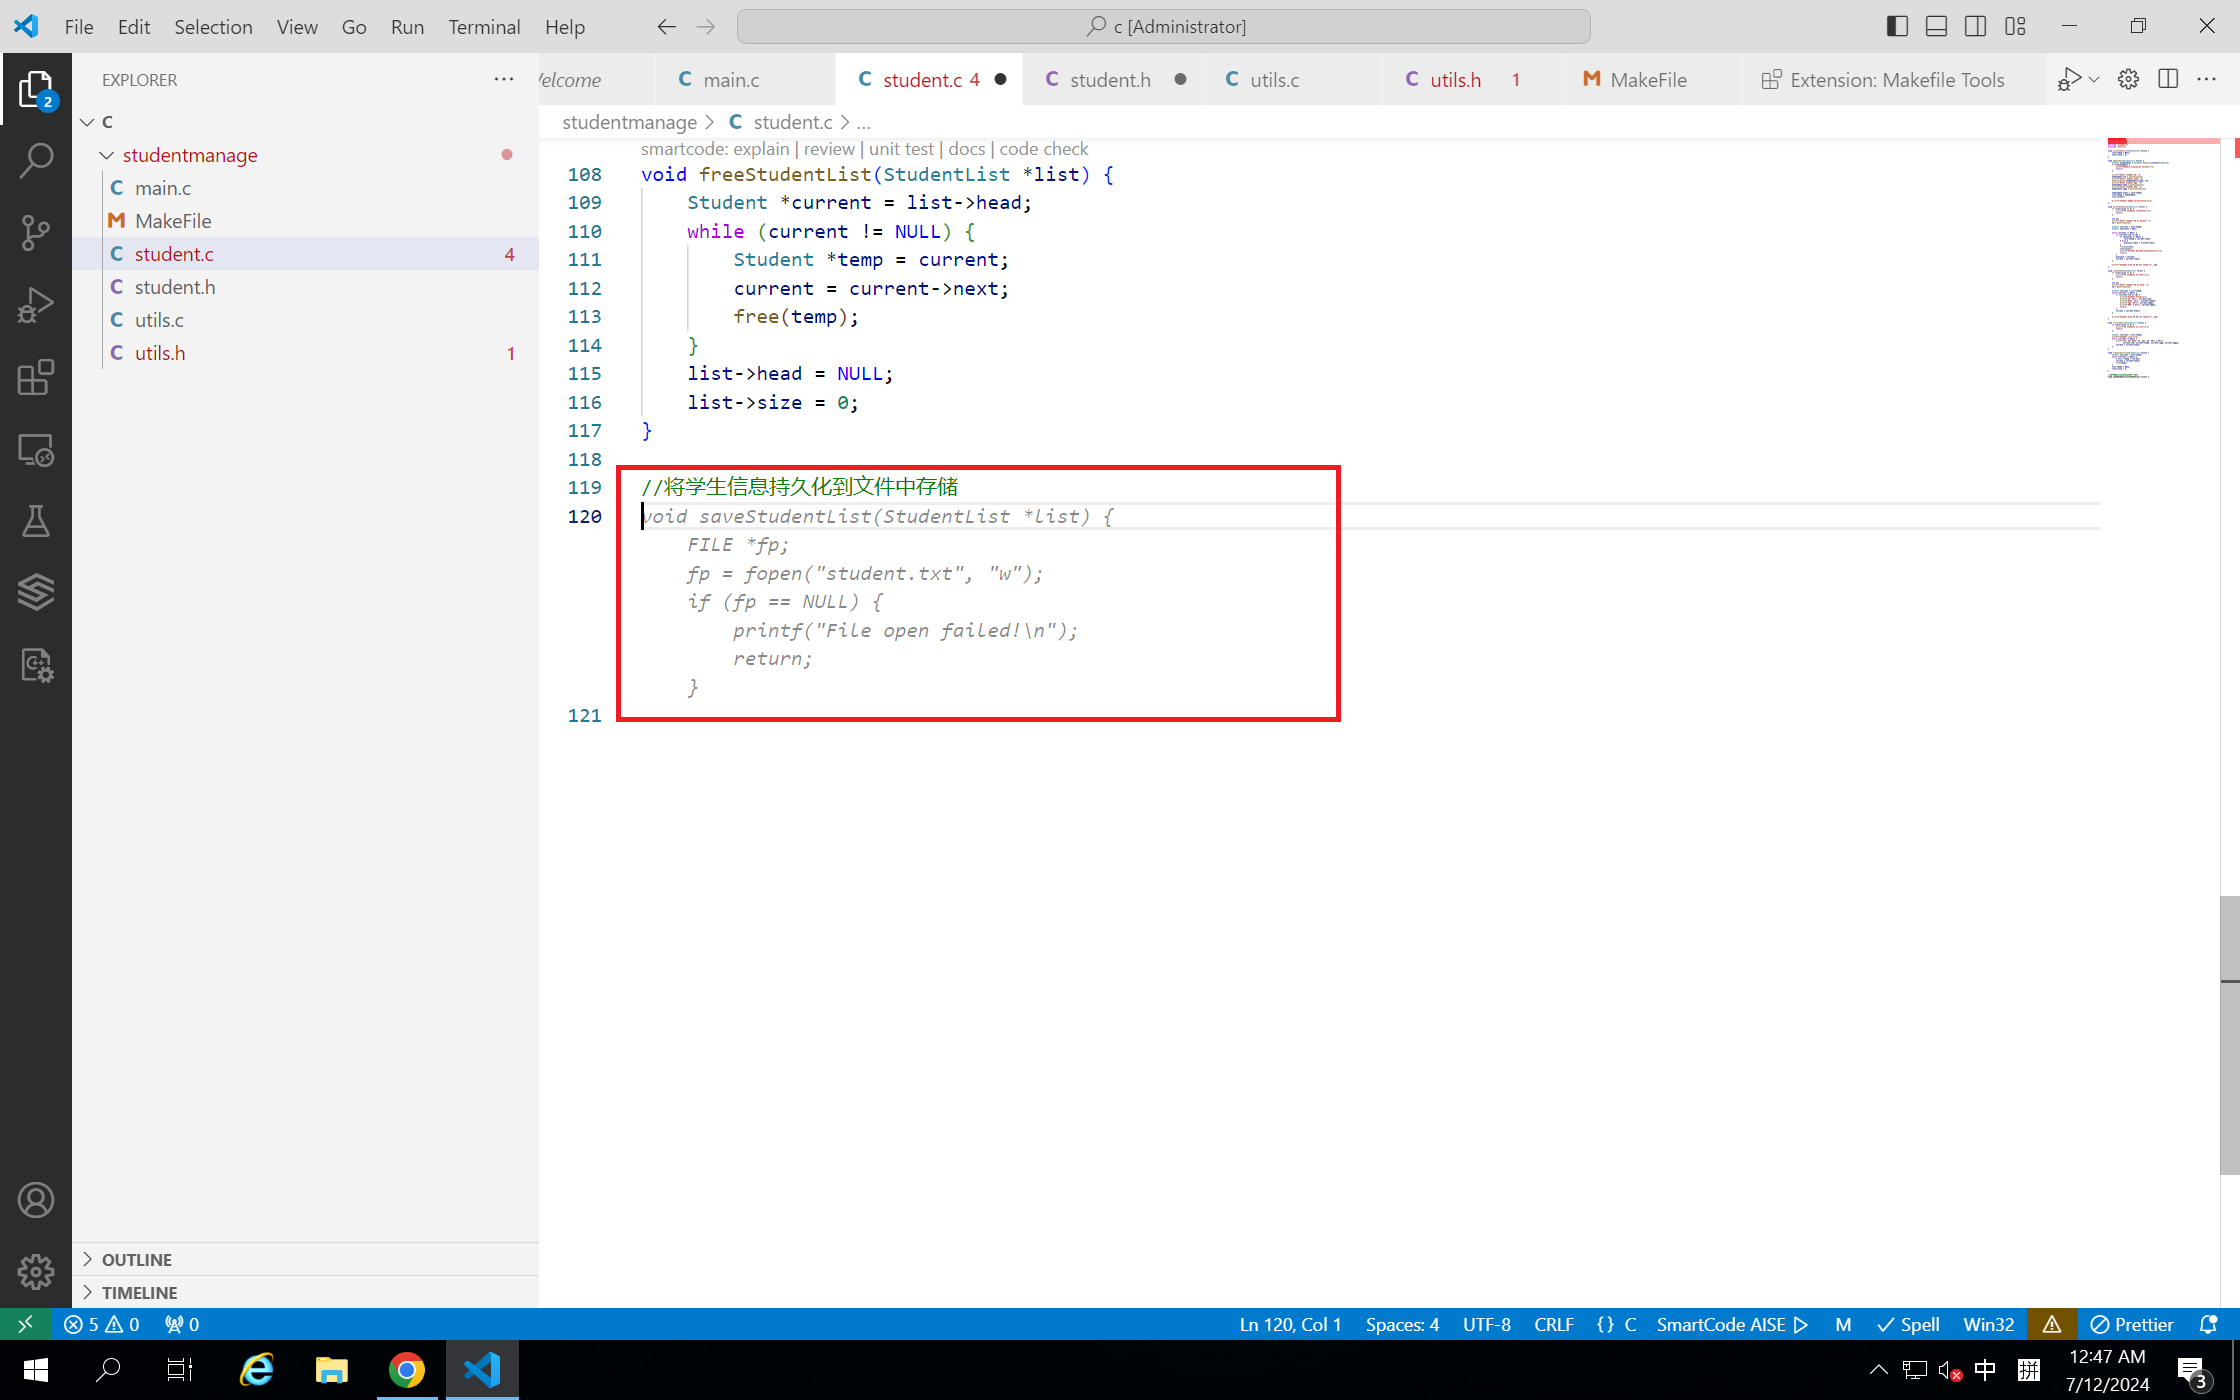 File Edit Selection View Go Run Terminal Help
c [Administrator]
EXPLORER
C
studentmanage
C main.c
M MakeFile
C student.c 4
C student.h
C utils.c
C utils.h 1
2
OUTLINE
TIMELINE
elcome
C main.c
C student.c 4
C student.h
C utils.c
C utils.h 1
M MakeFile
Extension: Makefile Tools
studentmanage > C student.c > ...
smartcode: explain | review | unit test | docs | code check
108 void freeStudentList(StudentList *list) {
109 Student *current = list->head;
110 while (current != NULL) {
111 Student *temp = current;
112 current = current->next;
113 free(temp);
114 }
115 list->head = NULL;
116 list->size = 0;
117 }
118
119 //将学生信息持久化到文件中存储
120 void saveStudentList(StudentList *list) {
FILE *fp;
fp = fopen("student.txt", "w");
if (fp == NULL) {
printf("File open failed!\n");
return;
}
121
5 0 0
Ln 120, Col 1 Spaces: 4 UTF-8 CRLF {} C SmartCode AISE M Spell Win32 Prettier
中 拼
12:47 AM
7/12/2024
3